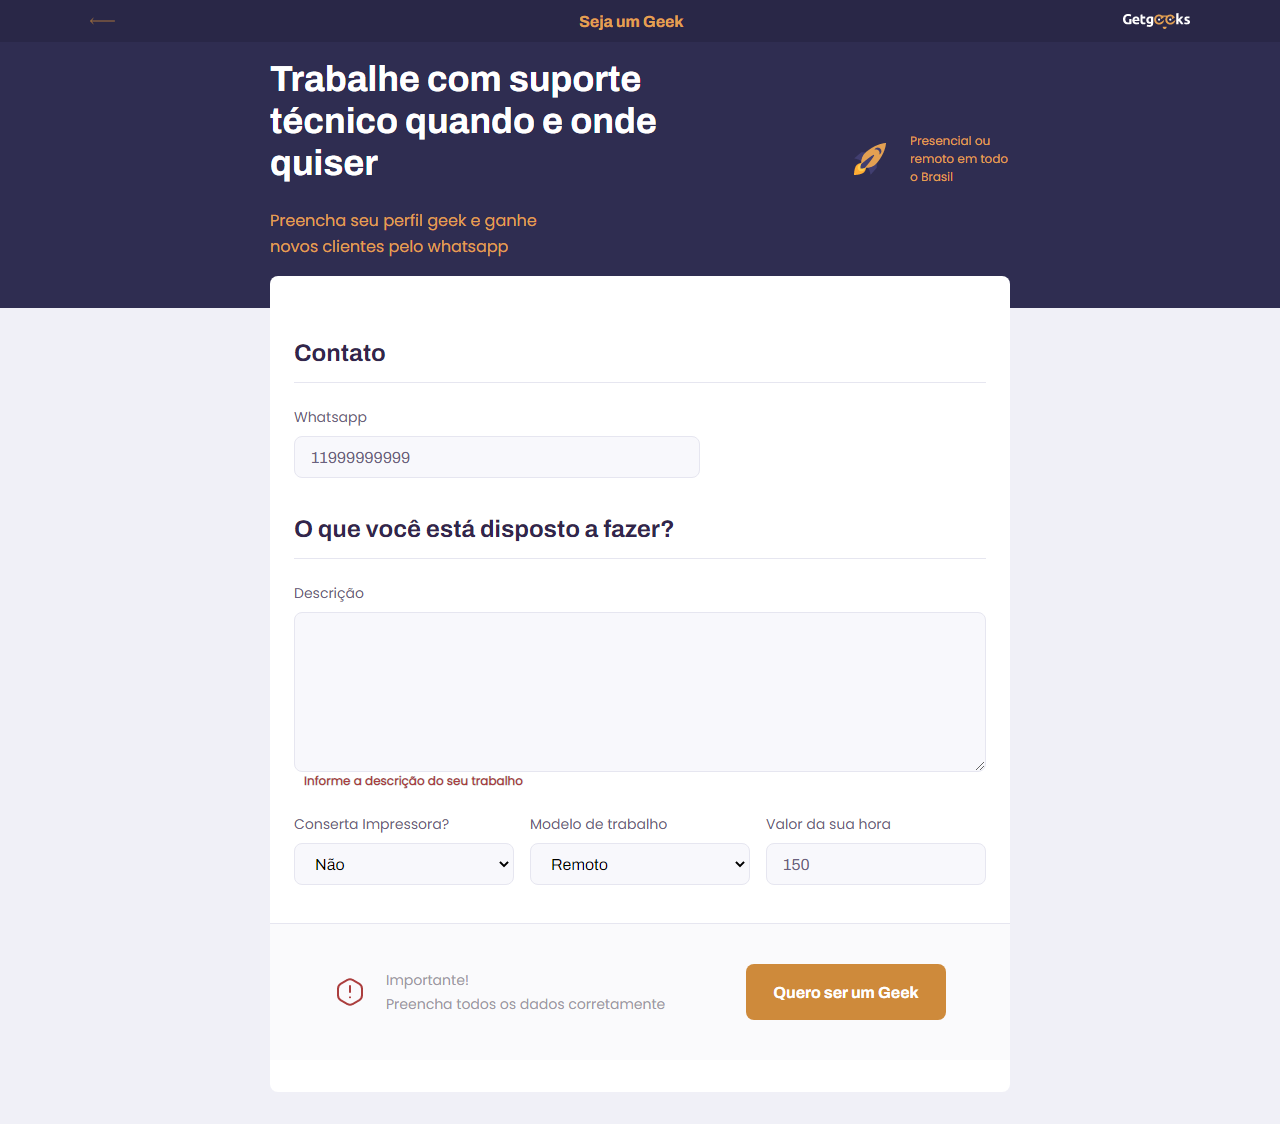 Seja um Geek
Getgeeks
Trabalhe com suporte
técnico quando e onde
quiser
Presencial ou
remoto em todo
o Brasil
Preencha seu perfil geek e ganhe
novos clientes pelo whatsapp
Contato
Whatsapp
11999999999
O que você está disposto a fazer?
Descrição
Informe a descrição do seu trabalho
Conserta Impressora? Modelo de trabalho Valor da sua hora
Não Remoto 150
Importante!
Preencha todos os dados corretamente
Quero ser um Geek